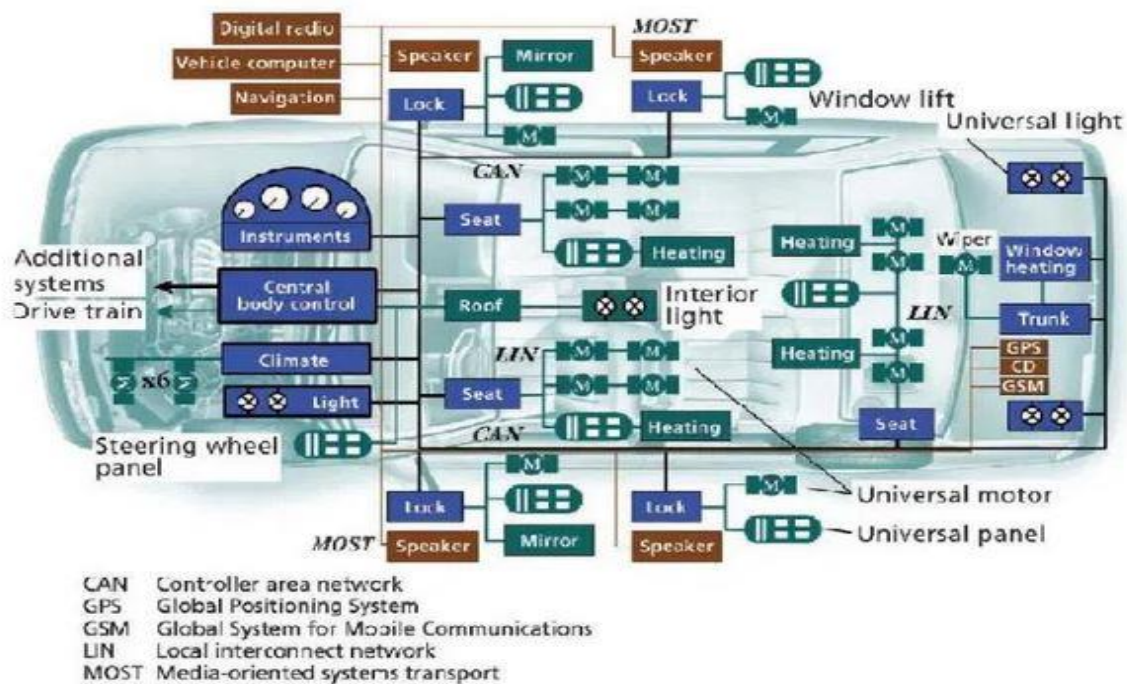 Digital radio
MOST
Speaker
Mirror
Speaker
Vehicle computer
Navigation
Lock
Lock
Window lift
M
M
Universal light
CAN
M
M
Instruments
Seat
M
M
Heating
Heating
M
Wiper
M
M
Window
heating
Additional
systems
Drive train
Central
body control
Roof
Interior
light
LIN
Trunk
LIN
M
M
Heating
M
M
GPS
CD
GSM
Climate
x6
M
M
Light
Seat
M
M
Seat
Steering wheel
panel
CAN
Heating
M
M
Universal motor
Lock
Lock
Universal panel
MOST
Speaker
Mirror
Speaker
CAN Controller area network
GPS Global Positioning System
GSM Global System for Mobile Communications
LIN Local interconnect network
MOST Media-oriented systems transport